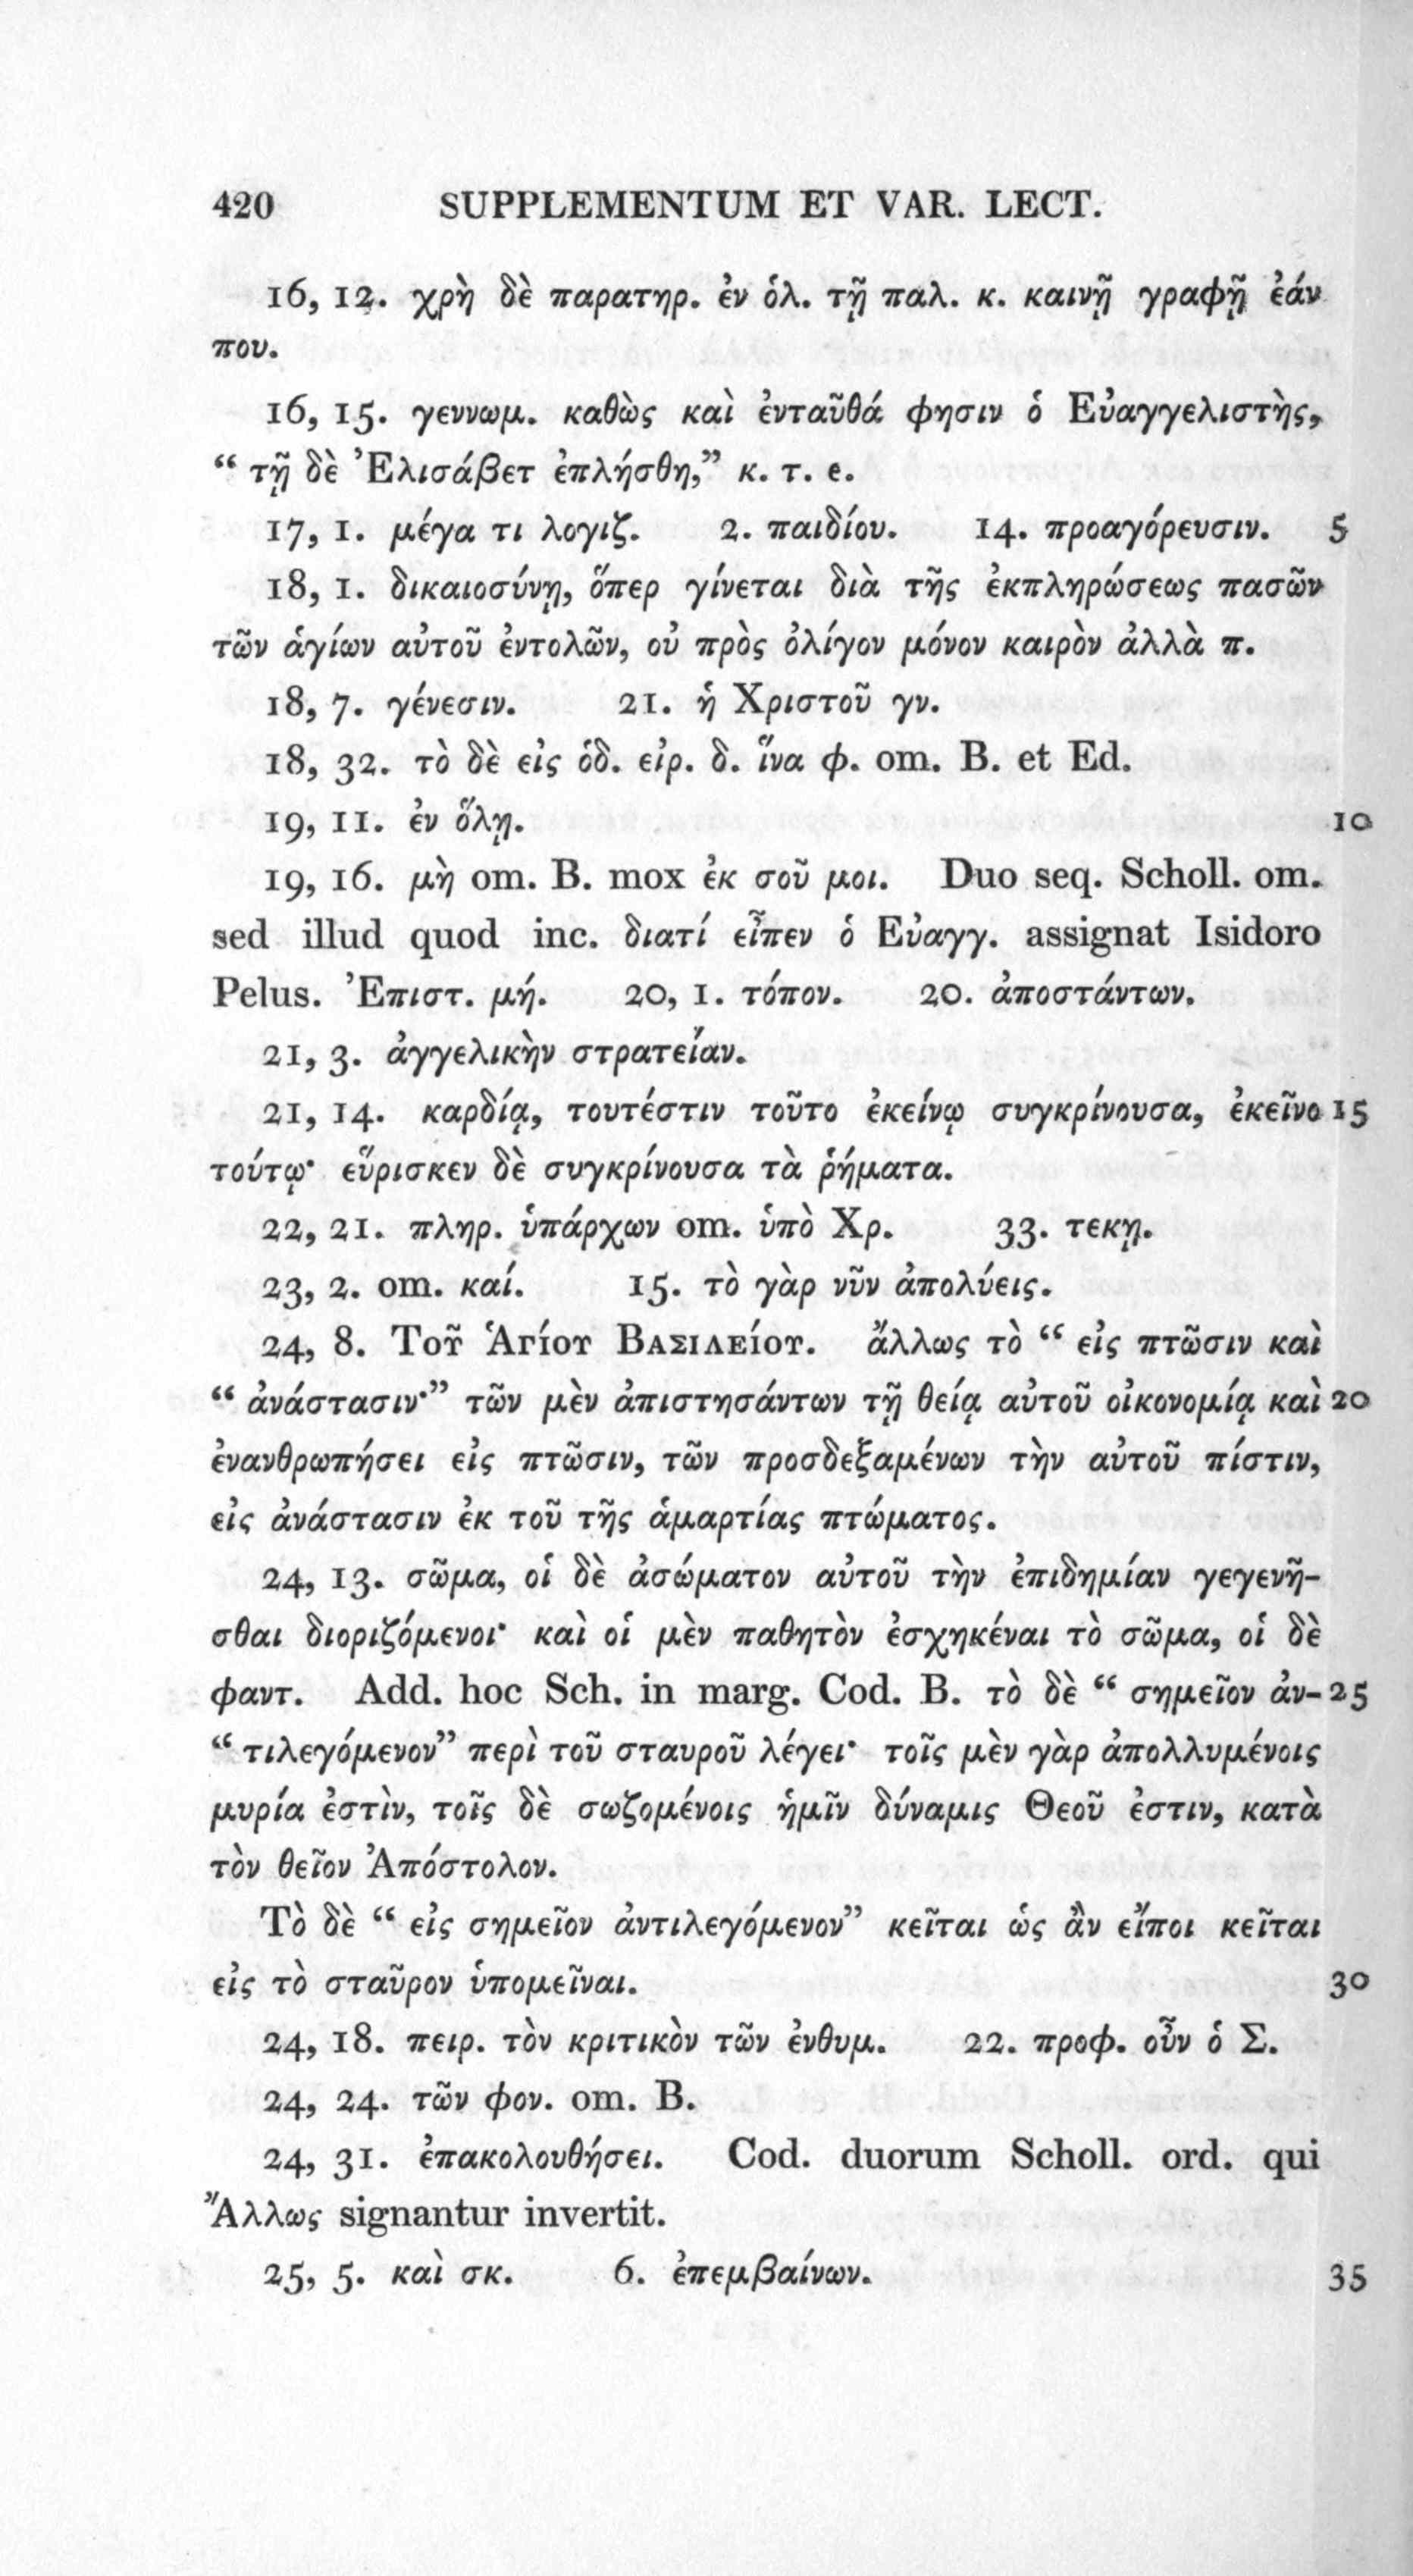 420 SUPPLEMENTUM ET VAR. LECT.
16, 12. χρὴ δὲ παρατηρ. ἐν ὁλ. τῇ παλ. κ. καινῇ γραφῇ ἐάν
που.
16, 15. γεννωμ. καθὼς καὶ ἐνταῦθά φησιν ὁ Εὐαγγελιστὴς,
“ τῇ δὲ Ἐλισάβετ ἐπλήσθη,” κ. τ. ε.
17, 1. μέγα τι λογιζ. 2. παιδίου. 14. προαγόρευσιν. 5
18, 1. δικαιοσύνῃ, ὅπερ γίνεται διὰ τῆς ἐκπληρώσεως πασῶν
τῶν ἁγίων αὐτοῦ ἐντολῶν, οὐ πρὸς ὀλίγον μόνον καιρὸν ἀλλὰ π.
18, 7. γένεσιν. 21. ἡ Χριστοῦ γν.
18, 32. τὸ δὲ εἰς ὁδ. εἰρ. δ. ἵνα φ. om. B. et Ed.
19, 11. ἐν ὅλῃ. 10
19, 16. μὴ om. B. mox ἐκ σοῦ μοι. Duo seq. Scholl. om.
sed illud quod inc. διατί εἶπεν ὁ Εὐαγγ. assignat Isidoro
Pelus. Ἐπιστ. μή. 20, 1. τόπον. 20. ἀποστάντων.
21, 3. ἀγγελικὴν στρατείαν.
21, 14. καρδίᾳ, τουτέστιν τοῦτο ἐκείνῳ συγκρίνουσα, ἐκεῖνο 15
τούτῳ· εὕρισκεν δὲ συγκρίνουσα τὰ ῥήματα.
22, 21. πληρ. ὑπάρχων om. ὑπὸ Χρ. 33. τεκῃ.
23, 2. om. καί. 15. τὸ γὰρ νῦν ἀπολύεις.
24, 8. Τοῦ Ἁγίου Βασιλείου. ἄλλως τὸ “ εἰς πτῶσιν καὶ
“ ἀνάστασιν·” τῶν μὲν ἀπιστησάντων τῇ θείᾳ αὐτοῦ οἰκονομίᾳ καὶ 20
ἐνανθρωπήσει εἰς πτῶσιν, τῶν προσδεξαμένων τὴν αὐτοῦ πίστιν,
εἰς ἀνάστασιν ἐκ τοῦ τῆς ἁμαρτίας πτώματος.
24, 13. σῶμα, οἱ δὲ ἀσώματον αὐτοῦ τὴν ἐπιδημίαν γεγενῆ-
σθαι διοριζόμενοι· καὶ οἱ μὲν παθητὸν ἐσχηκέναι τὸ σῶμα, οἱ δὲ
φαντ. Add. hoc Sch. in marg. Cod. B. τὸ δὲ “ σημεῖον ἀν- 25
“ τιλεγόμενον” περὶ τοῦ σταυροῦ λέγει· τοῖς μὲν γὰρ ἀπολλυμένοις
μυρία ἐστὶν, τοῖς δὲ σωζομένοις ἡμῖν δύναμις Θεοῦ ἐστιν, κατὰ
τὸν θεῖον Ἀπόστολον.
Τὸ δὲ “ εἰς σημεῖον ἀντιλεγόμενον” κεῖται ὡς ἂν εἴποι κεῖται
εἰς τὸ σταῦρον ὑπομεῖναι. 30
24, 18. πειρ. τὸν κριτικὸν τῶν ἐνθυμ. 22. προφ. οὖν ὁ Σ.
24, 24. τῶν φον. om. B.
24, 31. ἐπακολουθήσει. Cod. duorum Scholl. ord. qui
Ἄλλως signantur invertit.
25, 5. καὶ σκ. 6. ἐπεμβαίνων. 35